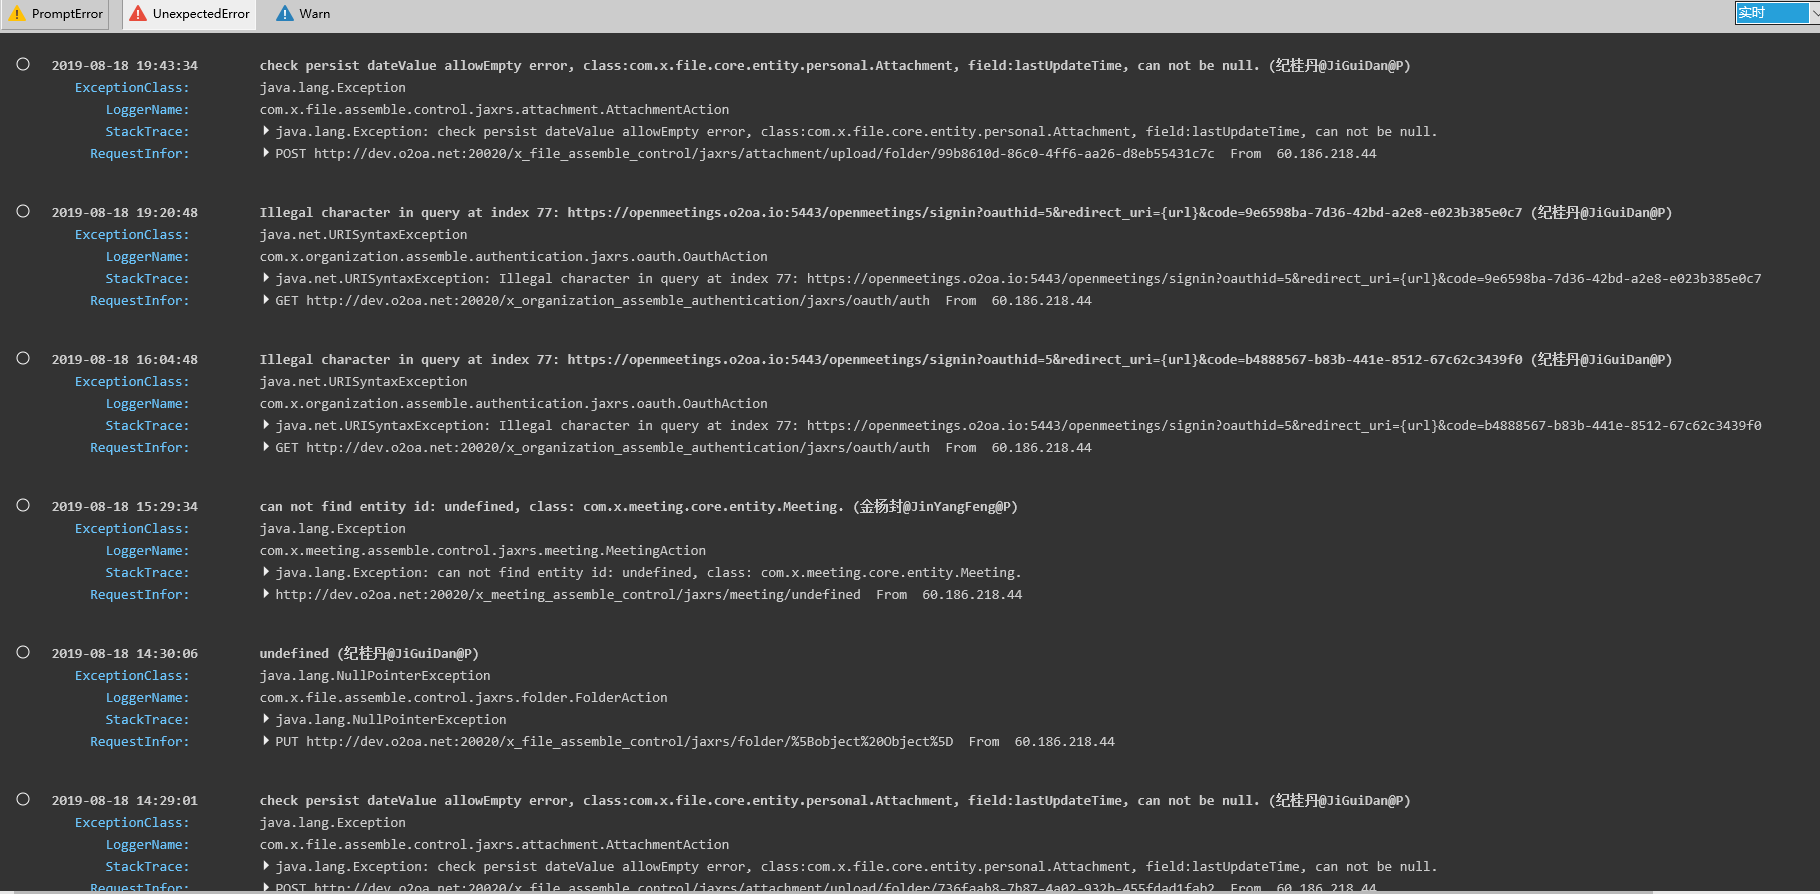 PromptError UnexpectedError Warn 实时
2019-08-18 19:43:34 check persist dateValue allowEmpty error, class:com.x.file.core.entity.personal.Attachment, field:lastUpdateTime, can not be null. (纪桂丹@JiGuiDan@P)
ExceptionClass: java.lang.Exception
LoggerName: com.x.file.assemble.control.jaxrs.attachment.AttachmentAction
StackTrace: java.lang.Exception: check persist dateValue allowEmpty error, class:com.x.file.core.entity.personal.Attachment, field:lastUpdateTime, can not be null.
RequestInfor: POST http://dev.o2oa.net:20020/x_file_assemble_control/jaxrs/attachment/upload/folder/99b8610d-86c0-4ff6-aa26-d8eb55431c7c From 60.186.218.44
2019-08-18 19:20:48 Illegal character in query at index 77: https://openmeetings.o2oa.io:5443/openmeetings/signin?oauthid=5&redirect_uri={url}&code=9e6598ba-7d36-42bd-a2e8-e023b385e0c7 (纪桂丹@JiGuiDan@P)
ExceptionClass: java.net.URISyntaxException
LoggerName: com.x.organization.assemble.authentication.jaxrs.oauth.OauthAction
StackTrace: java.net.URISyntaxException: Illegal character in query at index 77: https://openmeetings.o2oa.io:5443/openmeetings/signin?oauthid=5&redirect_uri={url}&code=9e6598ba-7d36-42bd-a2e8-e023b385e0c7
RequestInfor: GET http://dev.o2oa.net:20020/x_organization_assemble_authentication/jaxrs/oauth/auth From 60.186.218.44
2019-08-18 16:04:48 Illegal character in query at index 77: https://openmeetings.o2oa.io:5443/openmeetings/signin?oauthid=5&redirect_uri={url}&code=b4888567-b83b-441e-8512-67c62c3439f0 (纪桂丹@JiGuiDan@P)
ExceptionClass: java.net.URISyntaxException
LoggerName: com.x.organization.assemble.authentication.jaxrs.oauth.OauthAction
StackTrace: java.net.URISyntaxException: Illegal character in query at index 77: https://openmeetings.o2oa.io:5443/openmeetings/signin?oauthid=5&redirect_uri={url}&code=b4888567-b83b-441e-8512-67c62c3439f0
RequestInfor: GET http://dev.o2oa.net:20020/x_organization_assemble_authentication/jaxrs/oauth/auth From 60.186.218.44
2019-08-18 15:29:34 can not find entity id: undefined, class: com.x.meeting.core.entity.Meeting. (金杨封@JinYangFeng@P)
ExceptionClass: java.lang.Exception
LoggerName: com.x.meeting.assemble.control.jaxrs.meeting.MeetingAction
StackTrace: java.lang.Exception: can not find entity id: undefined, class: com.x.meeting.core.entity.Meeting.
RequestInfor: http://dev.o2oa.net:20020/x_meeting_assemble_control/jaxrs/meeting/undefined From 60.186.218.44
2019-08-18 14:30:06 undefined (纪桂丹@JiGuiDan@P)
ExceptionClass: java.lang.NullPointerException
LoggerName: com.x.file.assemble.control.jaxrs.folder.FolderAction
StackTrace: java.lang.NullPointerException
RequestInfor: PUT http://dev.o2oa.net:20020/x_file_assemble_control/jaxrs/folder/%5Bobject%20Object%5D From 60.186.218.44
2019-08-18 14:29:01 check persist dateValue allowEmpty error, class:com.x.file.core.entity.personal.Attachment, field:lastUpdateTime, can not be null. (纪桂丹@JiGuiDan@P)
ExceptionClass: java.lang.Exception
LoggerName: com.x.file.assemble.control.jaxrs.attachment.AttachmentAction
StackTrace: java.lang.Exception: check persist dateValue allowEmpty error, class:com.x.file.core.entity.personal.Attachment, field:lastUpdateTime, can not be null.
RequestInfor: POST http://dev.o2oa.net:20020/x_file_assemble_control/jaxrs/attachment/upload/folder/736faab8-7b87-4a02-932b-455fdad1fab2 From 60.186.218.44